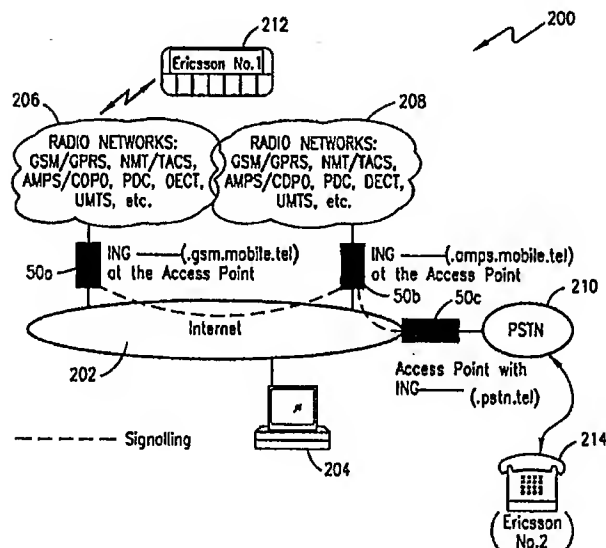 212
200
Ericsson No.1
206
208
RADIO NETWORKS:
GSM/GPRS, NMT/TACS,
AMPS/COPO, PDC, OECT,
UMTS, etc.
RADIO NETWORKS:
GSM/GPRS, NMT/TACS,
AMPS/CDPO, PDC, DECT,
UMTS, etc.
50a
ING (.gsm.mobile.tel)
at the Access Point
ING (.amps.mobile.tel)
at the Access Point
50b
50c
210
Internet
PSTN
202
Access Point with
ING (.pstn.tel)
Signalling
204
214
(Ericsson
No.2)